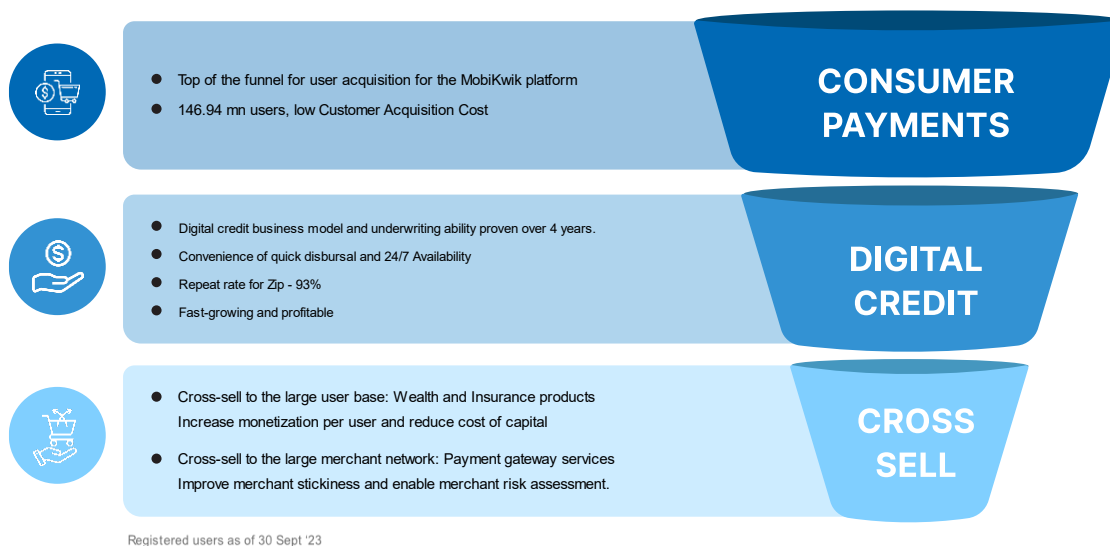 Top of the funnel for user acquisition for the MobiKwik platform
146.94 mn users, low Customer Acquisition Cost
CONSUMER
PAYMENTS
Digital credit business model and underwriting ability proven over 4 years.
Convenience of quick disbursal and 24/7 Availability
Repeat rate for Zip - 93%
Fast-growing and profitable
DIGITAL
CREDIT
Cross-sell to the large user base: Wealth and Insurance products
Increase monetization per user and reduce cost of capital
Cross-sell to the large merchant network: Payment gateway services
Improve merchant stickiness and enable merchant risk assessment.
CROSS
SELL
Registered users as of 30 Sept ‘23